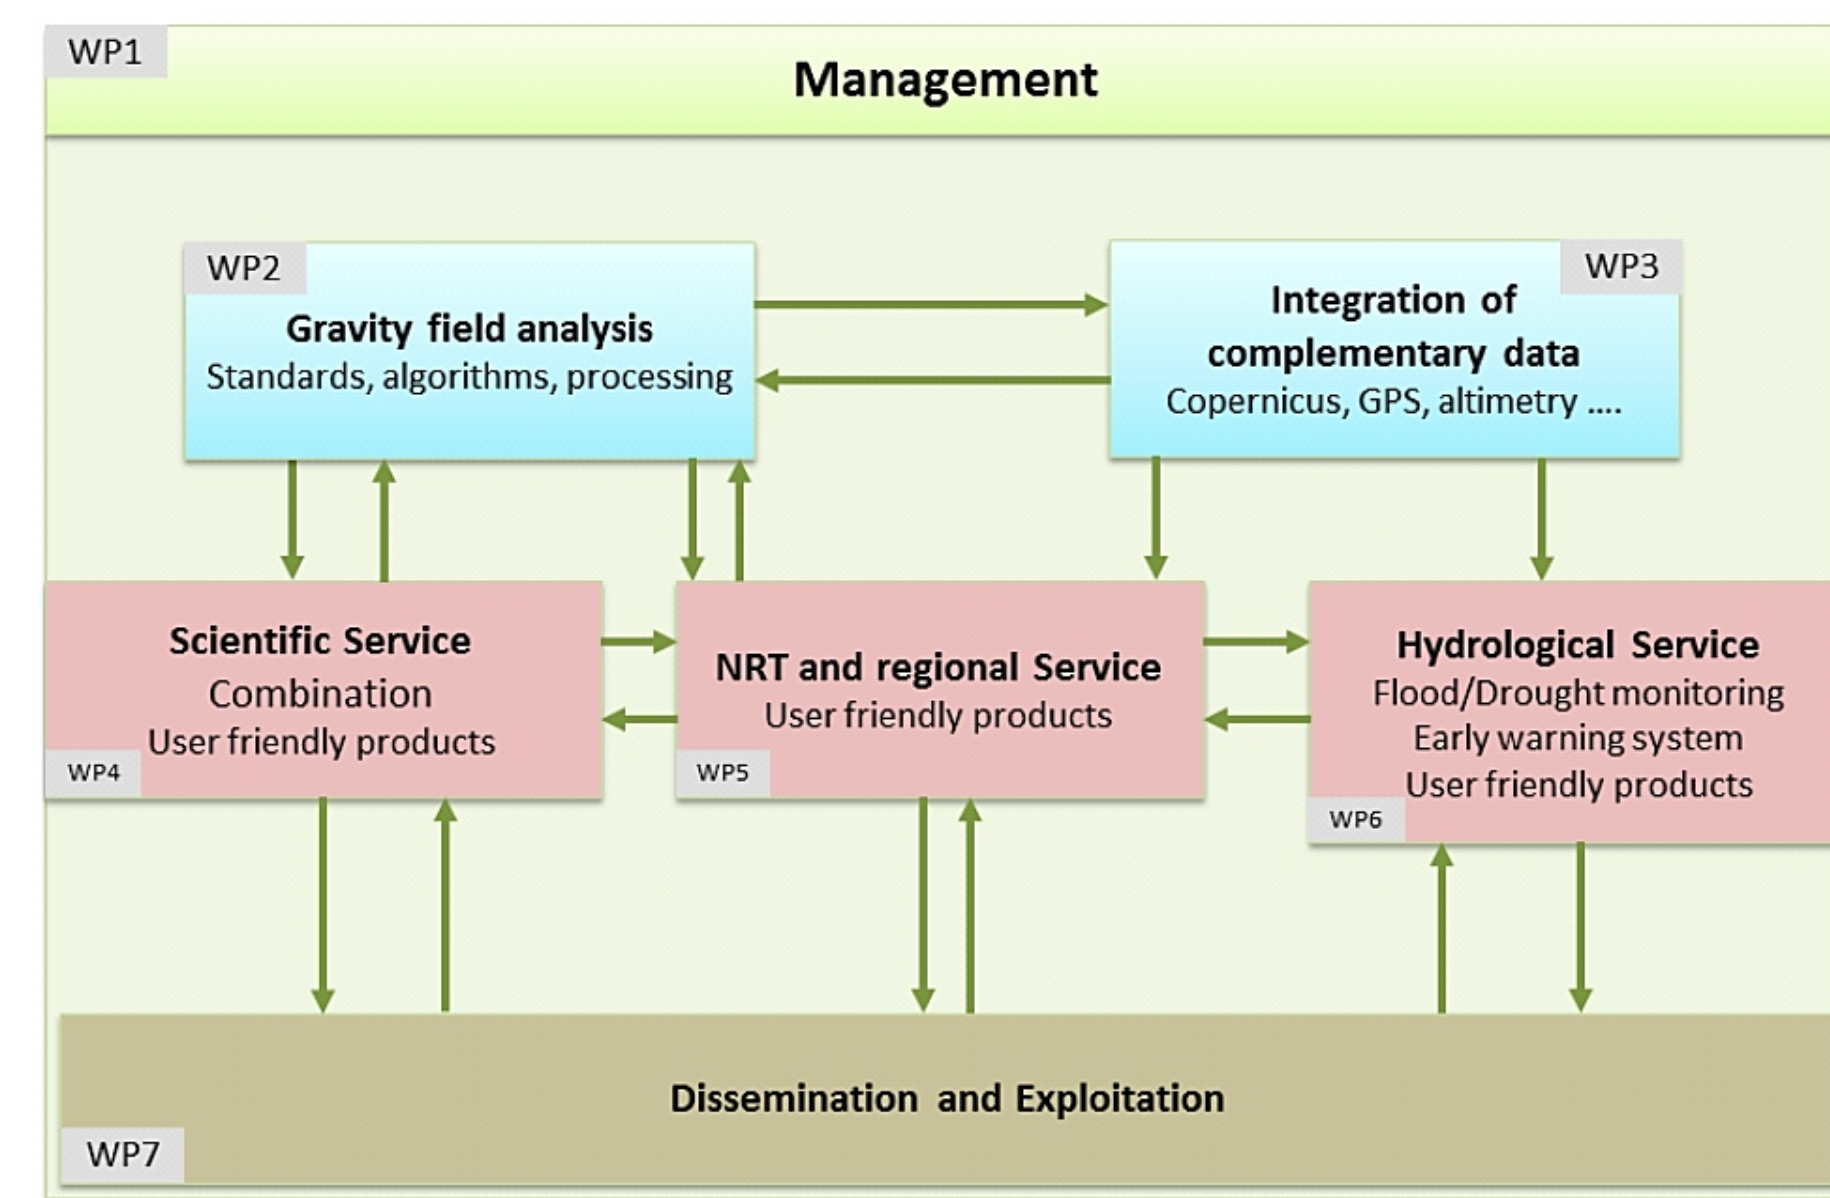 WP1
Management
WP2
Gravity field analysis
Standards, algorithms, processing
WP3
Integration of
complementary data
Copernicus, GPS, altimetry ....
Scientific Service
Combination
User friendly products
WP4
NRT and regional Service
User friendly products
WP5
Hydrological Service
Flood/Drought monitoring
Early warning system
User friendly products
WP6
Dissemination and Exploitation
WP7